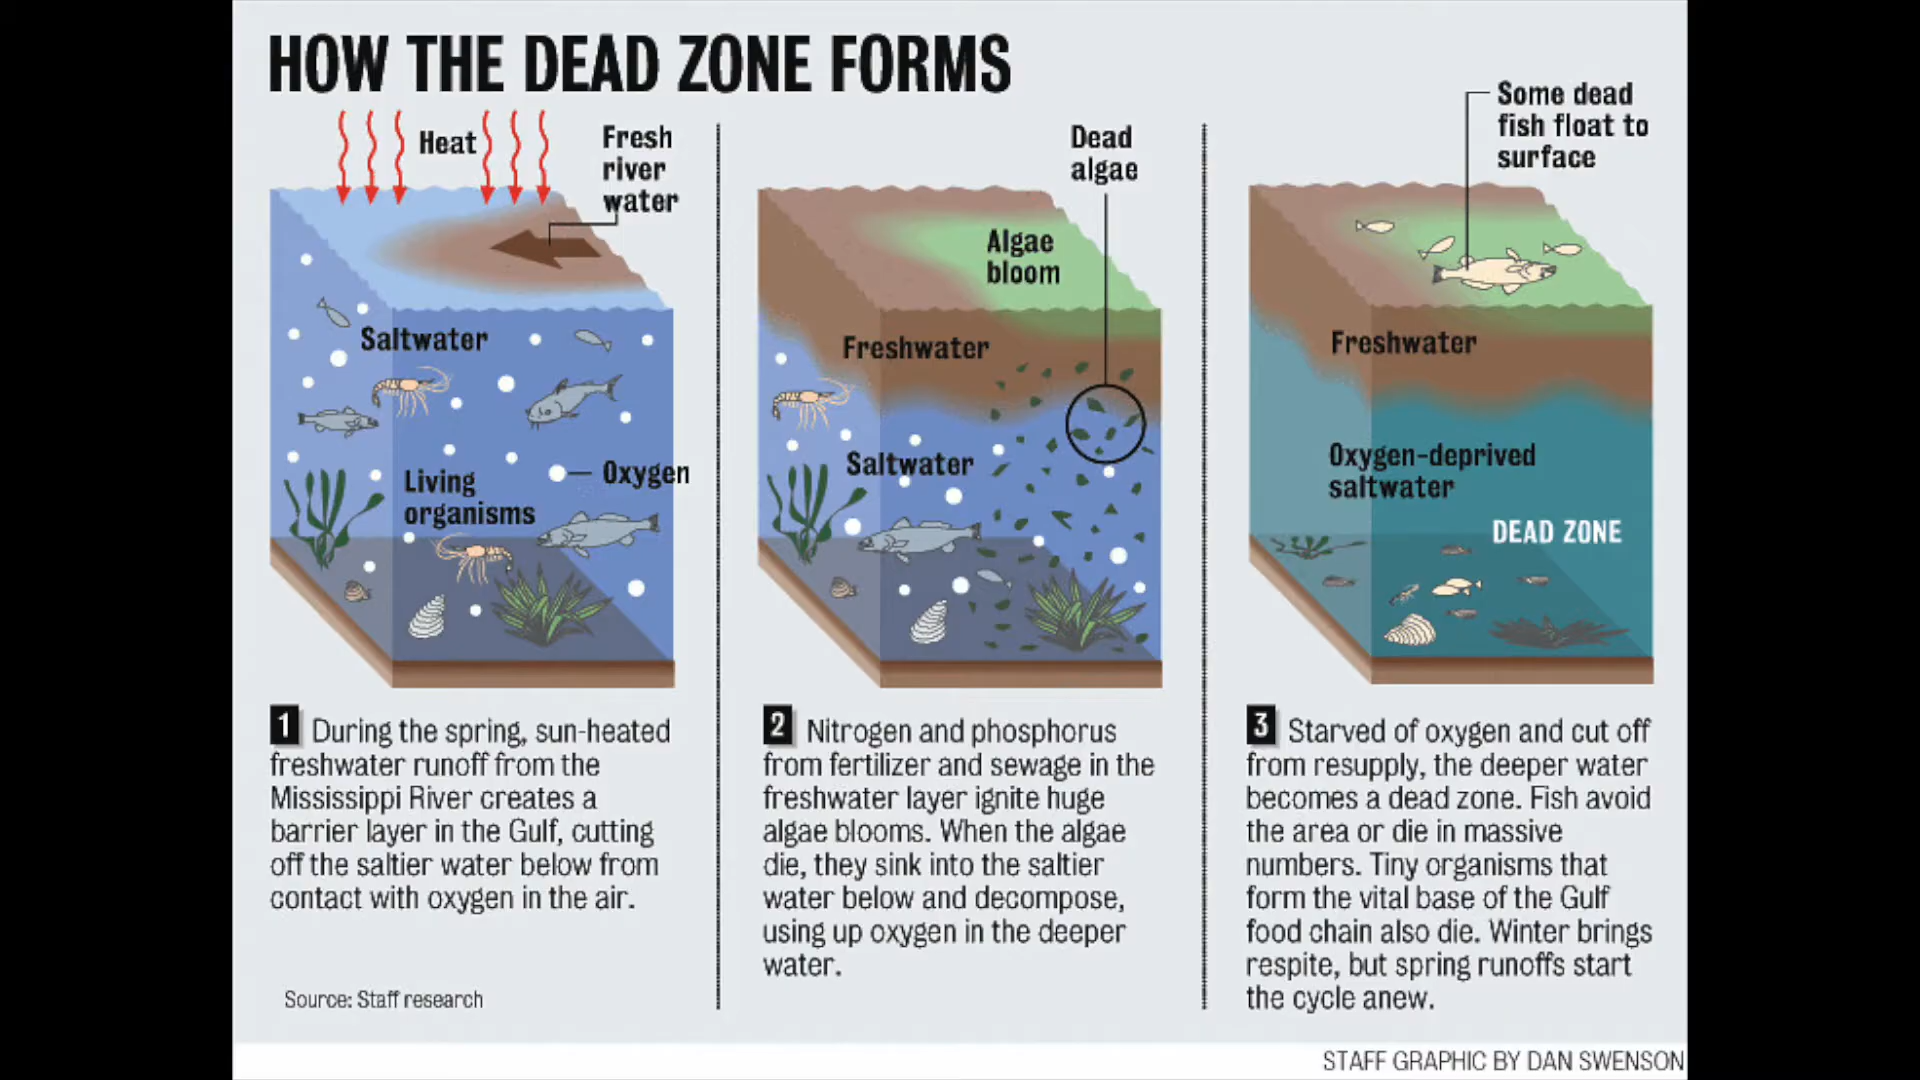 HOW THE DEAD ZONE FORMS
Heat
Fresh
river
water
Saltwater
Living
organisms
Oxygen
1 During the spring, sun-heated
freshwater runoff from the
Mississippi River creates a
barrier layer in the Gulf, cutting
off the saltier water below from
contact with oxygen in the air.
Source: Staff research
Dead
algae
Algae
bloom
Freshwater
Saltwater
2 Nitrogen and phosphorus
from fertilizer and sewage in the
freshwater layer ignite huge
algae blooms. When the algae
die, they sink into the saltier
water below and decompose,
using up oxygen in the deeper
water.
Some dead
fish float to
surface
Freshwater
Oxygen-deprived
saltwater
DEAD ZONE
3 Starved of oxygen and cut off
from resupply, the deeper water
becomes a dead zone. Fish avoid
the area or die in massive
numbers. Tiny organisms that
form the vital base of the Gulf
food chain also die. Winter brings
respite, but spring runoffs start
the cycle anew.
STAFF GRAPHIC BY DAN SWENSON